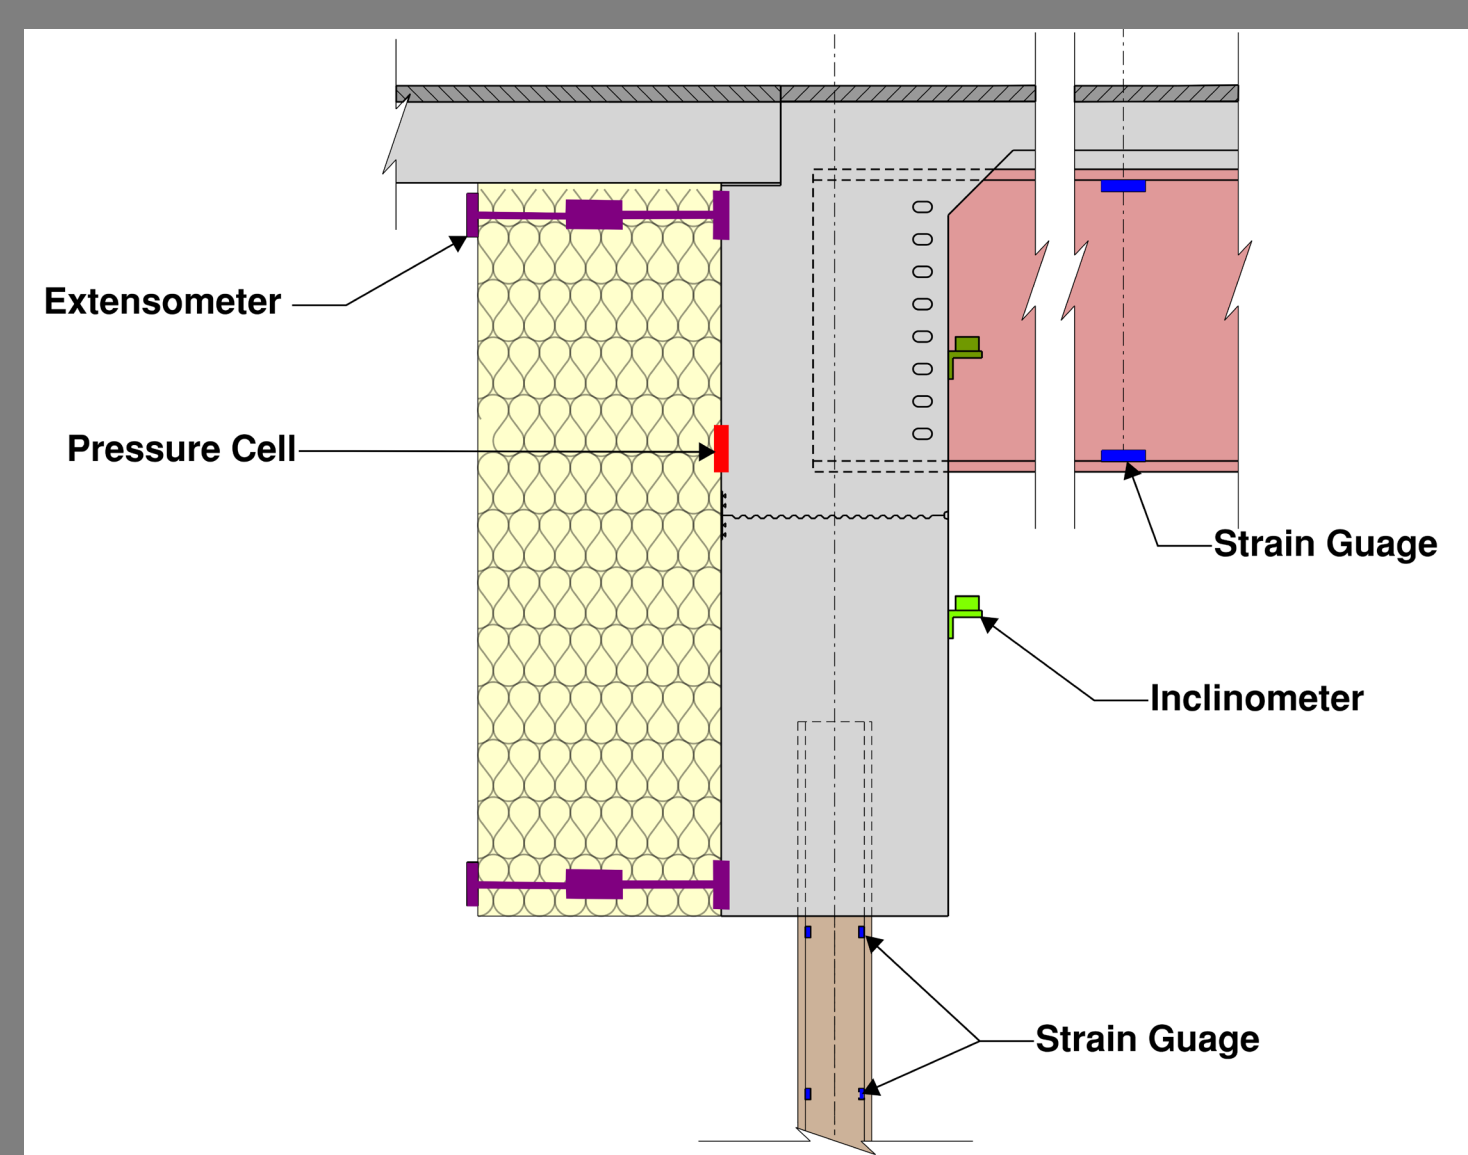 Extensometer
Pressure Cell
Strain Guage
Inclinometer
Strain Guage